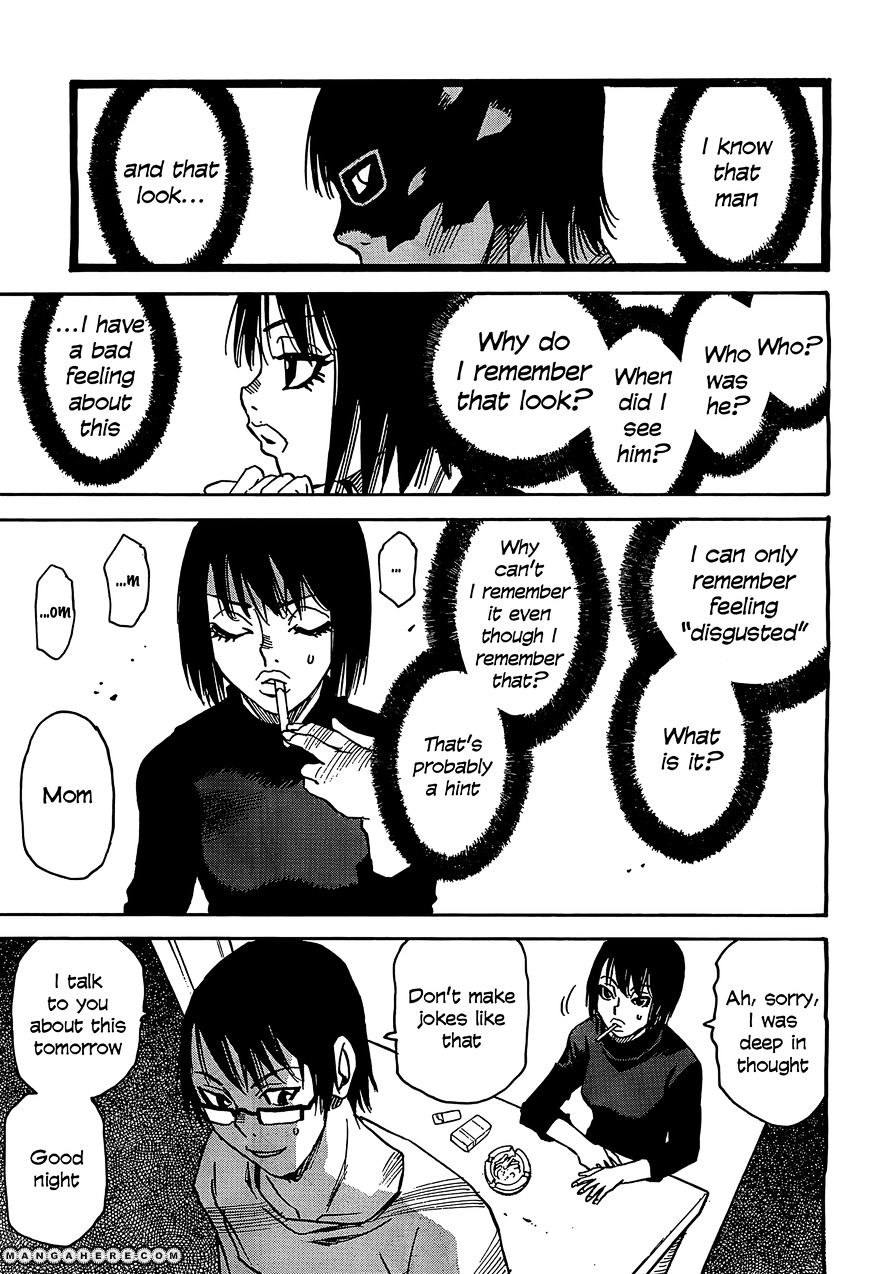 I know
that
man
and that
look...
Who?
Who
was
he?
When
did I
see
him?
Why do
I remember
that look?
...I have
a bad
feeling
about
this
I can only
remember
feeling
"disgusted"
What
is it?
Why
can't
I remember
it even
though I
remember
that?
That's
probably
a hint
...
...m
...om
Mom
Ah, sorry,
I was
deep in
thought
Don't make
jokes like
that
I talk
to you
about this
tomorrow
Good
night
MANGAHERE.COM